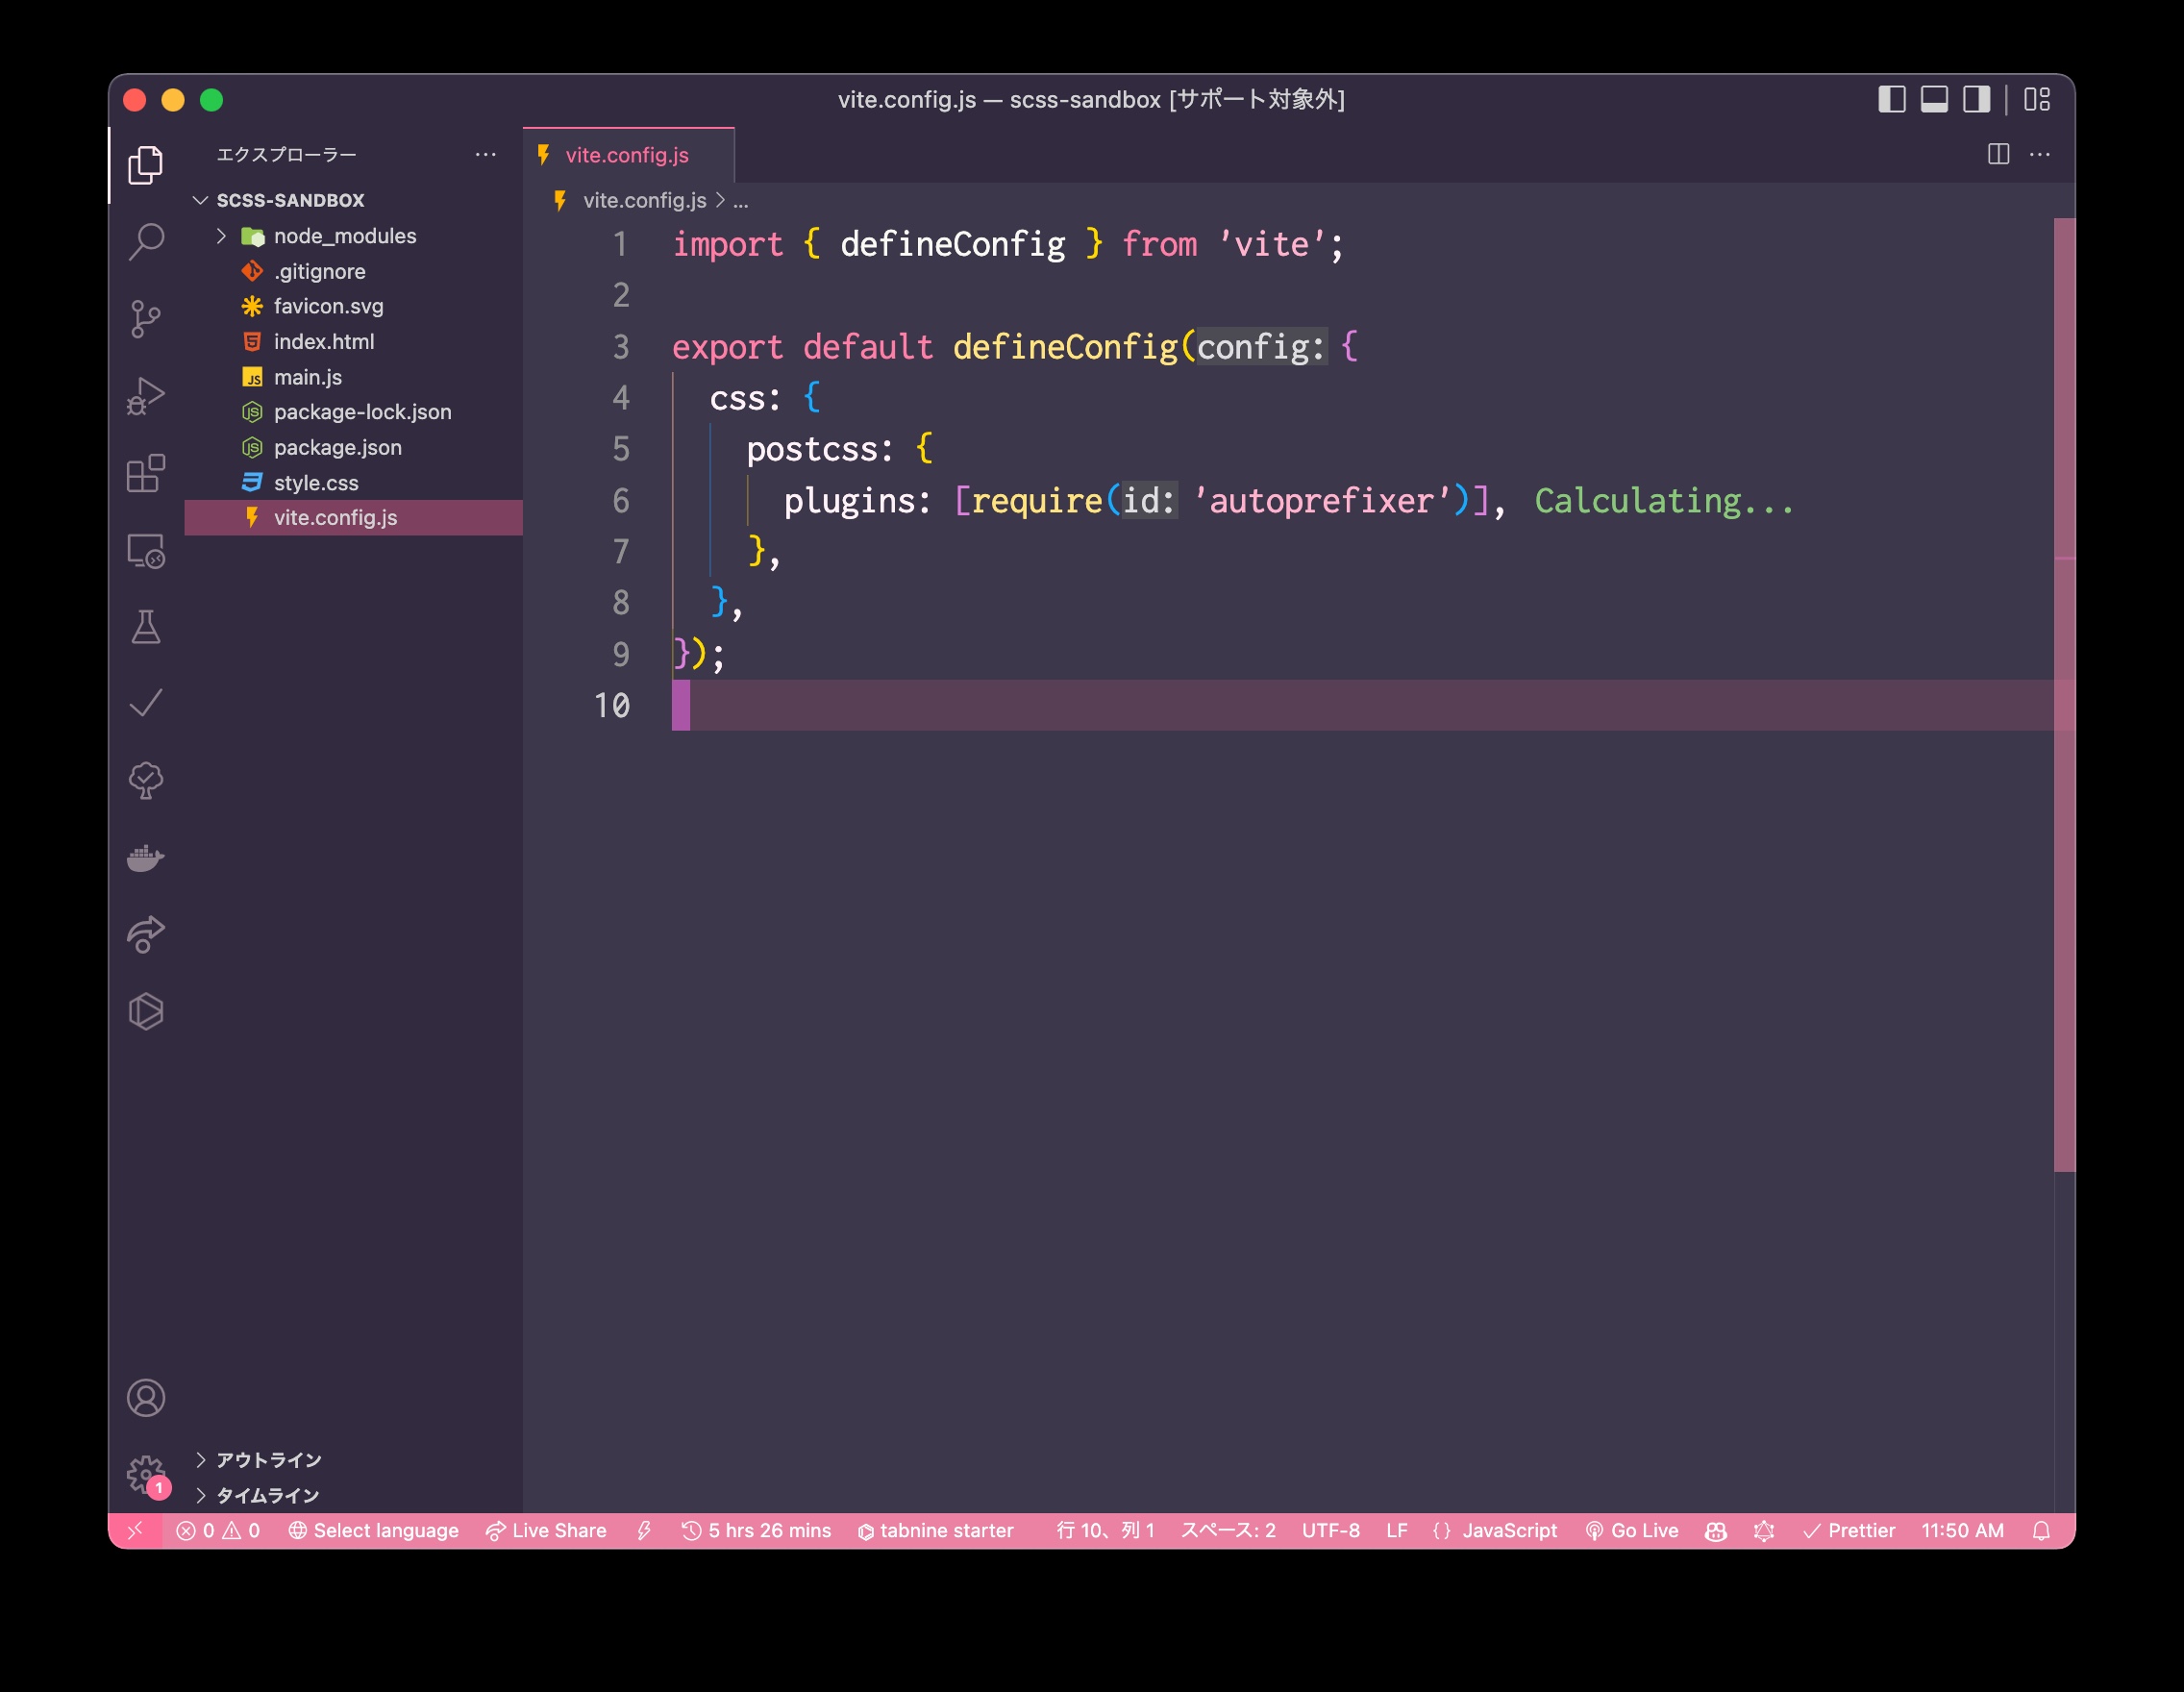 vite.config.js — scss-sandbox [サポート対象外]
エクスプローラー
SCSS-SANDBOX
node_modules
.gitignore
favicon.svg
index.html
JS main.js
JS package-lock.json
JS package.json
style.css
vite.config.js
アウトライン
タイムライン
vite.config.js
vite.config.js > ...
1 import { defineConfig } from 'vite';
2
3 export default defineConfig(config: {
4 css: {
5 postcss: {
6 plugins: [require(id: 'autoprefixer')], Calculating...
7 },
8 },
9 });
10
1
0 0 Select language Live Share 5 hrs 26 mins tabnine starter 行 10、列 1 スペース: 2 UTF-8 LF {} JavaScript Go Live Prettier 11:50 AM